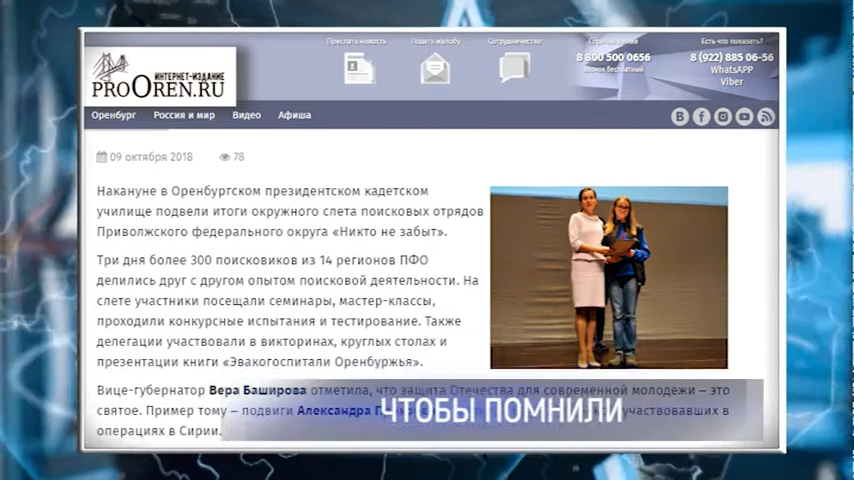 Прислать новость
Подать жалобу
Сотрудничество
Горячая линия
8 800 500 0656
звонок бесплатный
Есть что показать?
8 (922) 885 06-56
WhatsAPP
Viber
ИНТЕРНЕТ-ИЗДАНИЕ
PROOREN.RU
Оренбург Россия и мир Видео Афиша
09 октября 2018 78
Накануне в Оренбургском президентском кадетском
училище подвели итоги окружного слета поисковых отрядов
Приволжского федерального округа «Никто не забыт».
Три дня более 300 поисковиков из 14 регионов ПФО
делились друг с другом опытом поисковой деятельности. На
слете участники посещали семинары, мастер-классы,
проходили конкурсные испытания и тестирование. Также
делегации участвовали в викторинах, круглых столах и
презентации книги «Эвакогоспитали Оренбуржья».
Вице-губернатор Вера Баширова отметила, что защита Отечества для современной молодежи – это
святое. Пример тому – подвиги Александра участвовавших в
операциях в Сирии.
ЧТОБЫ ПОМНИЛИ